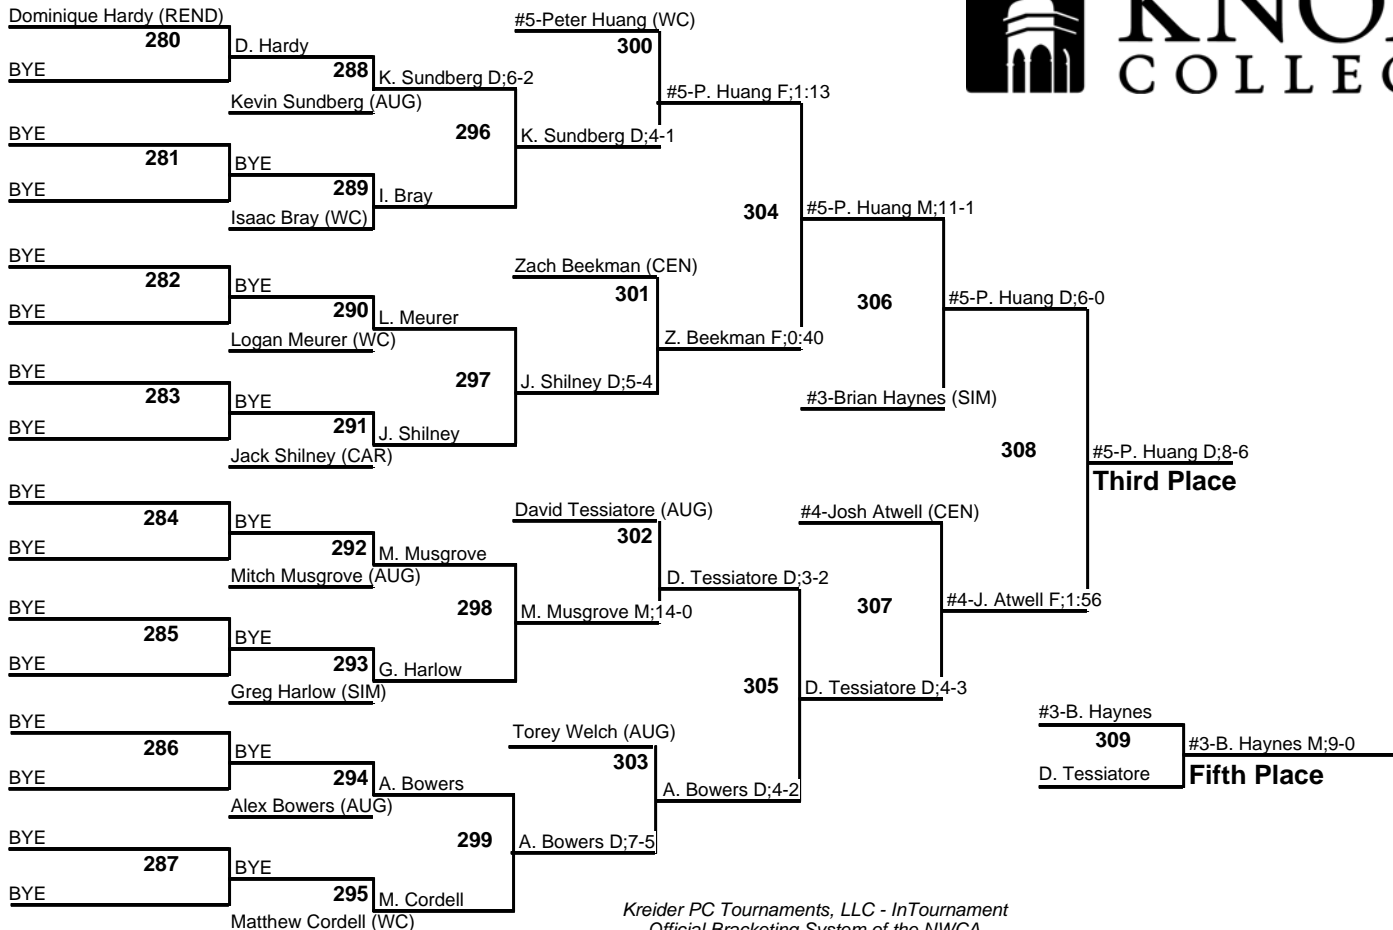 Dominique Hardy (REND)
280
BYE
D. Hardy
288
Kevin Sundberg (AUG)
K. Sundberg D;6-2
BYE
281
BYE
BYE
289
Isaac Bray (WC)
I. Bray
296
K. Sundberg D;4-1
#5-Peter Huang (WC)
300
#5-P. Huang F;1:13
BYE
282
BYE
BYE
290
Logan Meurer (WC)
L. Meurer
BYE
283
BYE
BYE
291
Jack Shilney (CAR)
J. Shilney
297
J. Shilney D;5-4
Zach Beekman (CEN)
301
Z. Beekman F;0:40
304
#5-P. Huang M;11-1
306
#3-Brian Haynes (SIM)
#5-P. Huang D;6-0
BYE
284
BYE
BYE
292
Mitch Musgrove (AUG)
M. Musgrove
BYE
285
BYE
BYE
293
Greg Harlow (SIM)
G. Harlow
298
M. Musgrove M;14-0
David Tessiatore (AUG)
302
D. Tessiatore D;3-2
BYE
286
BYE
BYE
294
Alex Bowers (AUG)
A. Bowers
BYE
287
BYE
BYE
295
Matthew Cordell (WC)
M. Cordell
299
A. Bowers D;7-5
Torey Welch (AUG)
303
A. Bowers D;4-2
305
D. Tessiatore D;4-3
#4-Josh Atwell (CEN)
307
#4-J. Atwell F;1:56
308
#5-P. Huang D;8-6
Third Place
#3-B. Haynes
309
D. Tessiatore
#3-B. Haynes M;9-0
Fifth Place
COLLEG
Kreider PC Tournaments, LLC - InTournament
Official Bracketing System of the NWCA